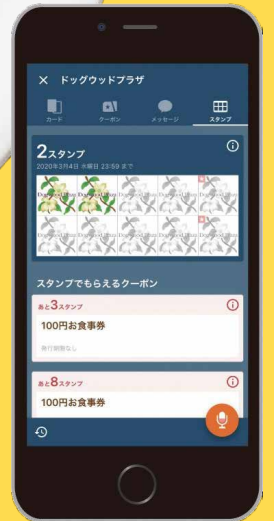 ドッグウッドプラザ
カード
クーポン
メッセージ
スタンプ
2スタンプ
2020年3月4日 水曜日 23:59 まで
スタンプでもらえるクーポン
あと3スタンプ
100円お食事券
発行制限なし
あと8スタンプ
100円お食事券